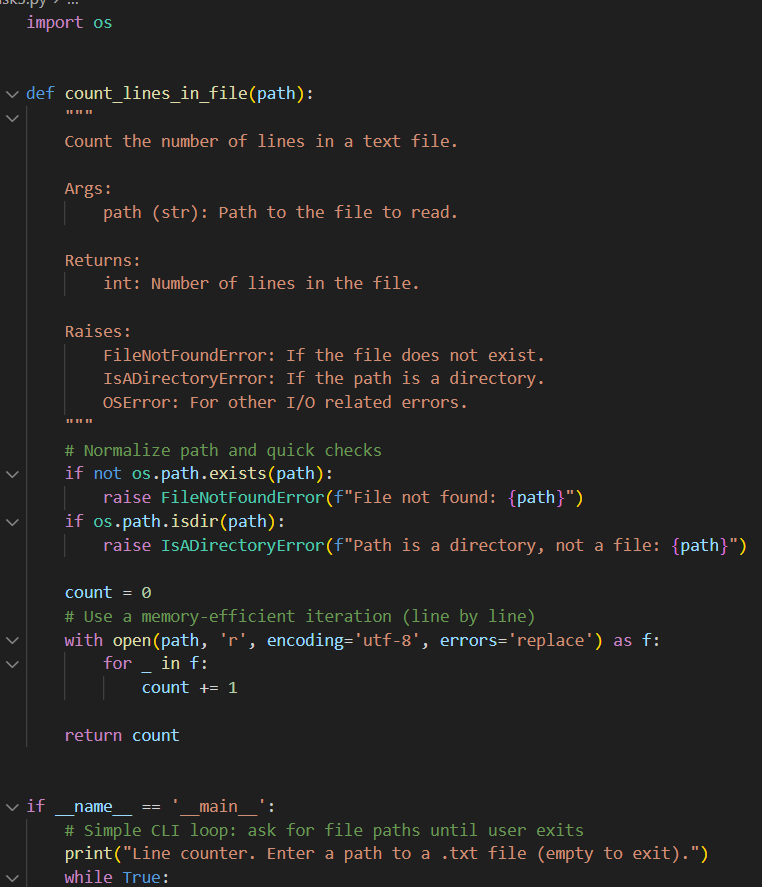 import os
def count_lines_in_file(path):
    """
    Count the number of lines in a text file.
    Args:
        path (str): Path to the file to read.
    Returns:
        int: Number of lines in the file.
    Raises:
        FileNotFoundError: If the file does not exist.
        IsADirectoryError: If the path is a directory.
        OSError: For other I/O related errors.
    """
    # Normalize path and quick checks
    if not os.path.exists(path):
        raise FileNotFoundError(f"File not found: {path}")
    if os.path.isdir(path):
        raise IsADirectoryError(f"Path is a directory, not a file: {path}")
    count = 0
    # Use a memory-efficient iteration (line by line)
    with open(path, 'r', encoding='utf-8', errors='replace') as f:
        for _ in f:
            count += 1
    return count
if __name__ == '__main__':
    # Simple CLI loop: ask for file paths until user exits
    print("Line counter. Enter a path to a .txt file (empty to exit).")
    while True: